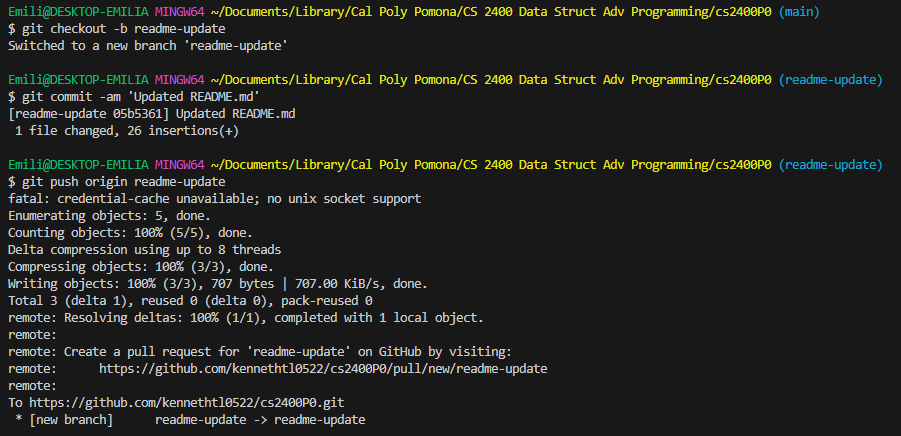 Emili@DESKTOP-EMILIA MINGW64 ~/Documents/Library/Cal Poly Pomona/CS 2400 Data Struct Adv Programming/cs2400P0 (main)
$ git checkout -b readme-update
Switched to a new branch 'readme-update'
Emili@DESKTOP-EMILIA MINGW64 ~/Documents/Library/Cal Poly Pomona/CS 2400 Data Struct Adv Programming/cs2400P0 (readme-update)
$ git commit -am 'Updated README.md'
[readme-update 05b5361] Updated README.md
 1 file changed, 26 insertions(+)
Emili@DESKTOP-EMILIA MINGW64 ~/Documents/Library/Cal Poly Pomona/CS 2400 Data Struct Adv Programming/cs2400P0 (readme-update)
$ git push origin readme-update
fatal: credential-cache unavailable; no unix socket support
Enumerating objects: 5, done.
Counting objects: 100% (5/5), done.
Delta compression using up to 8 threads
Compressing objects: 100% (3/3), done.
Writing objects: 100% (3/3), 707 bytes | 707.00 KiB/s, done.
Total 3 (delta 1), reused 0 (delta 0), pack-reused 0
remote: Resolving deltas: 100% (1/1), completed with 1 local object.
remote:
remote: Create a pull request for 'readme-update' on GitHub by visiting:
remote:      https://github.com/kennethtl0522/cs2400P0/pull/new/readme-update
remote:
To https://github.com/kennethtl0522/cs2400P0.git
 * [new branch]      readme-update -> readme-update